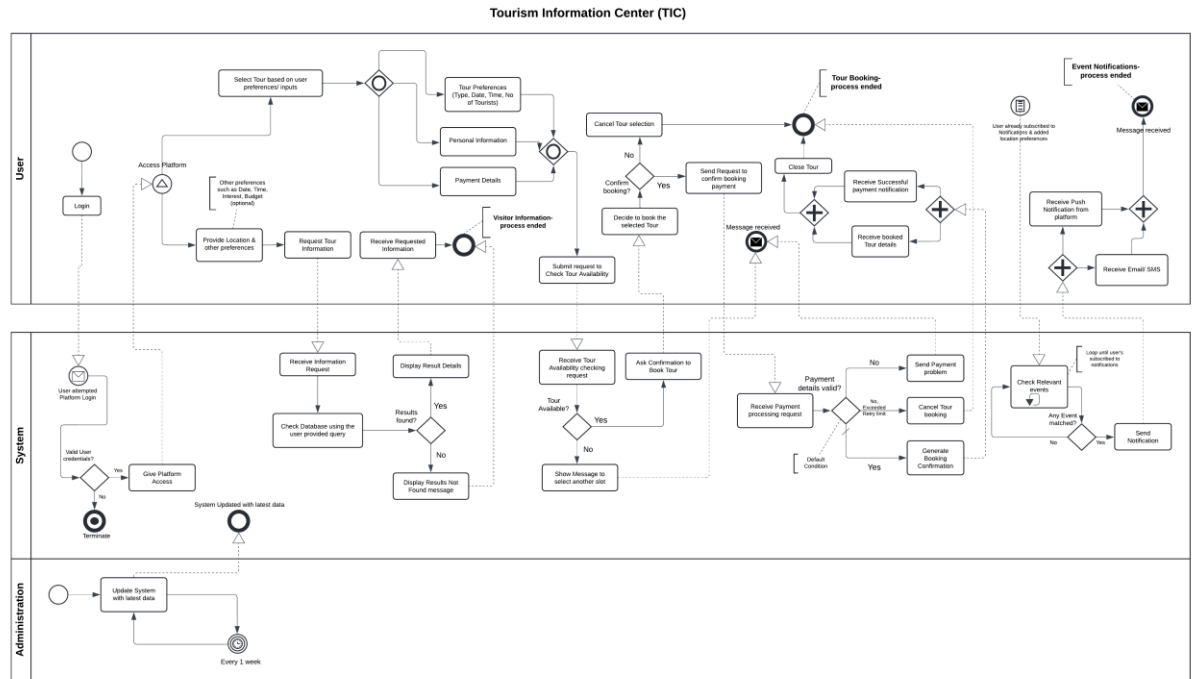 Tourism Information Center (TIC)
User
Login
Access Platform
Select Tour based on user
preferences/ inputs
Other preferences
such as Date, Time,
Interest, Budget
(optional)
Provide Location &
other preferences
Request Tour
Information
Receive Requested
Information
Visitor Information-
process ended
Tour Preferences
(Type, Date, Time, No
of Tourists)
Personal Information
Payment Details
Submit request to
Check Tour Availability
Cancel Tour selection
No
Confirm
booking?
Yes
Decide to book the
selected Tour
Send Request to
confirm booking
payment
Message received
Tour Booking-
process ended
Close Tour
Receive Successful
payment notification
Receive booked
Tour details
User already subscribed to
Notifications & added
location preferences
Event Notifications-
process ended
Message received
Receive Push
Notification from
platform
Receive Email/ SMS
System
User attempted
Platform Login
Valid User
credentials?
Yes
No
Give Platform
Access
Terminate
System Updated with latest data
Receive Information
Request
Check Database using the
user provided query
Display Result Details
Yes
Results
found?
No
Display Results Not
Found message
Receive Tour
Availability checking
request
Tour
Available?
Yes
No
Show Message to
select another slot
Ask Confirmation to
Book Tour
Receive Payment
processing request
Payment
details valid?
No
No,
Exceeded
Retry limit
Yes
Default
Condition
Send Payment
problem
Cancel Tour
booking
Generate
Booking
Confirmation
Check Relevant
events
Loop until user's
subscribed to
notifications
Any Event
matched?
No
Yes
Send
Notification
Administration
Update System
with latest data
Every 1 week